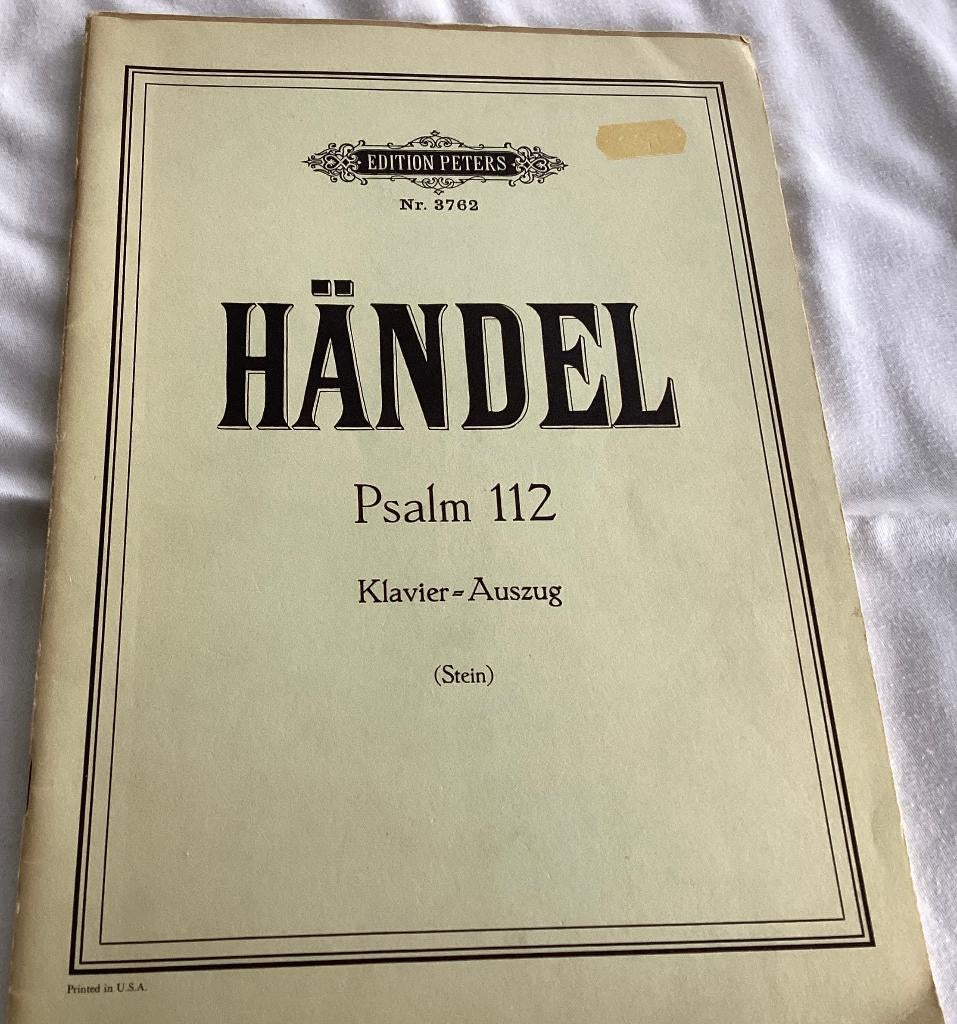 EDITION PETERS
Nr. 3762
HÄNDEL
Psalm 112
Klavier=Auszug
(Stein)
Printed in U.S.A.